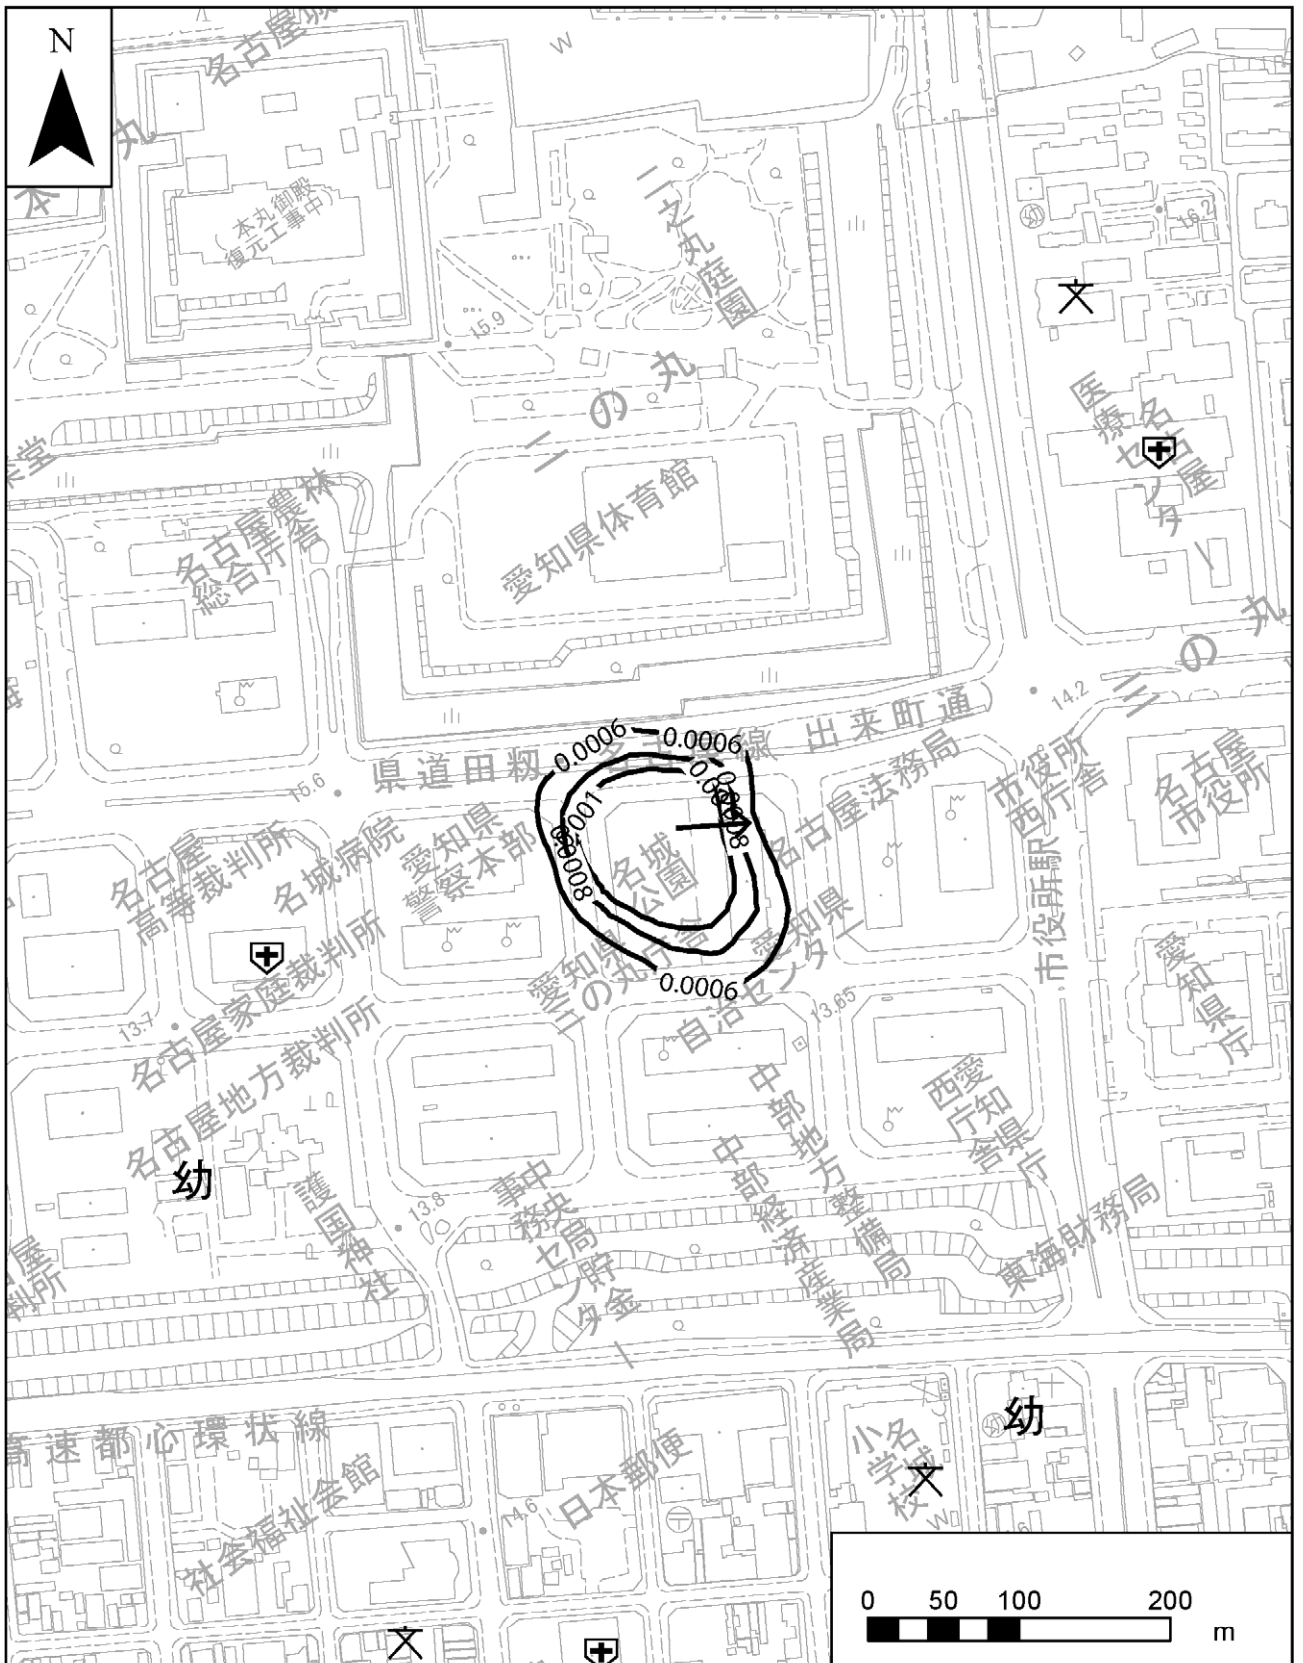 N
名古屋城
本丸
本丸御殿
(復元工事中)
二之丸庭園
W
16.2
15.9
二の丸
名古屋
医療センター
愛知県体育館
名古屋農林
総合庁舎
三の丸
14.2
出来町通
県道田籾
線
15.6
0.0006
0.0006
0.001
0.0008
0.0008
0.0006
名城
公園
名古屋法務局
市役所
西庁舎
名古屋
市役所
名古屋
高等裁判所
名城病院
愛知県
警察本部
市役所駅
愛知県
三の丸庁舎
愛知県
自治センター
愛知県庁
13.7
名古屋家庭裁判所
名古屋地方裁判所
13.65
愛知県庁
西庁舎
中部地方整備局
中部経済産業局
幼
護国神社
13.8
中央局貯金
事務センター
東海財務局
高速都心環状線
社会福祉会館
14.6
日本郵便
名城
小学校
文
幼
W
文
文
0 50 100 200
m